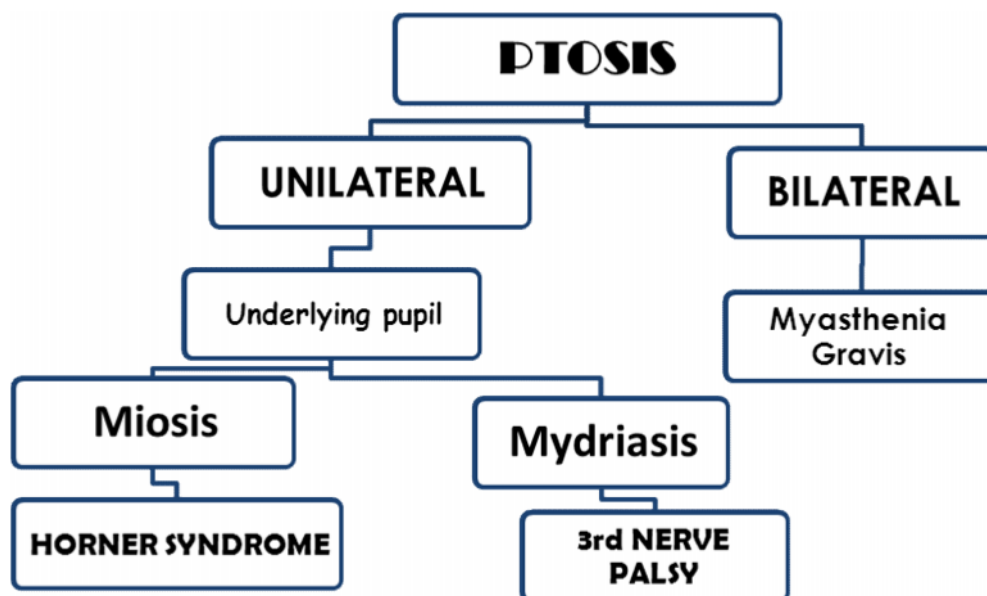 PTOSIS
UNILATERAL
BILATERAL
Underlying pupil
Myasthenia
Gravis
Miosis
Mydriasis
HORNER SYNDROME
3rd NERVE
PALSY